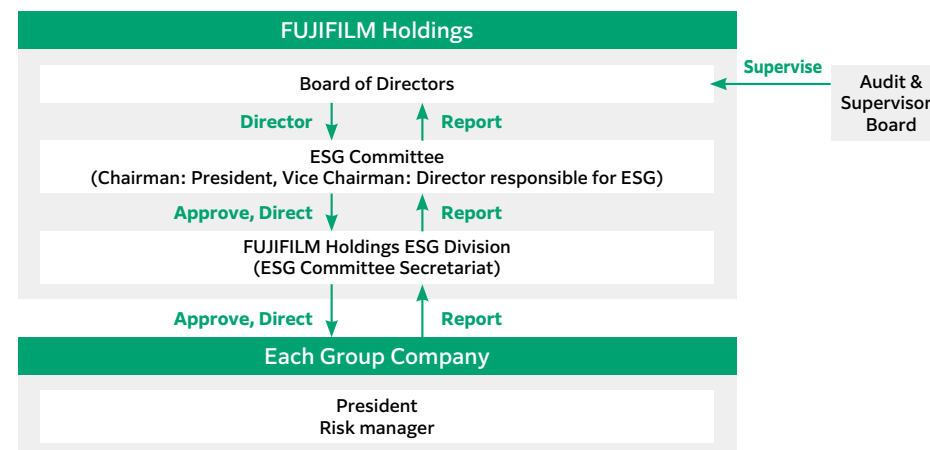 FUJIFILM Holdings
Board of Directors
Supervise
Audit &
Supervisor
Board
Director
Report
ESG Committee
(Chairman: President, Vice Chairman: Director responsible for ESG)
Approve, Direct
Report
FUJIFILM Holdings ESG Division
(ESG Committee Secretariat)
Approve, Direct
Report
Each Group Company
President
Risk manager